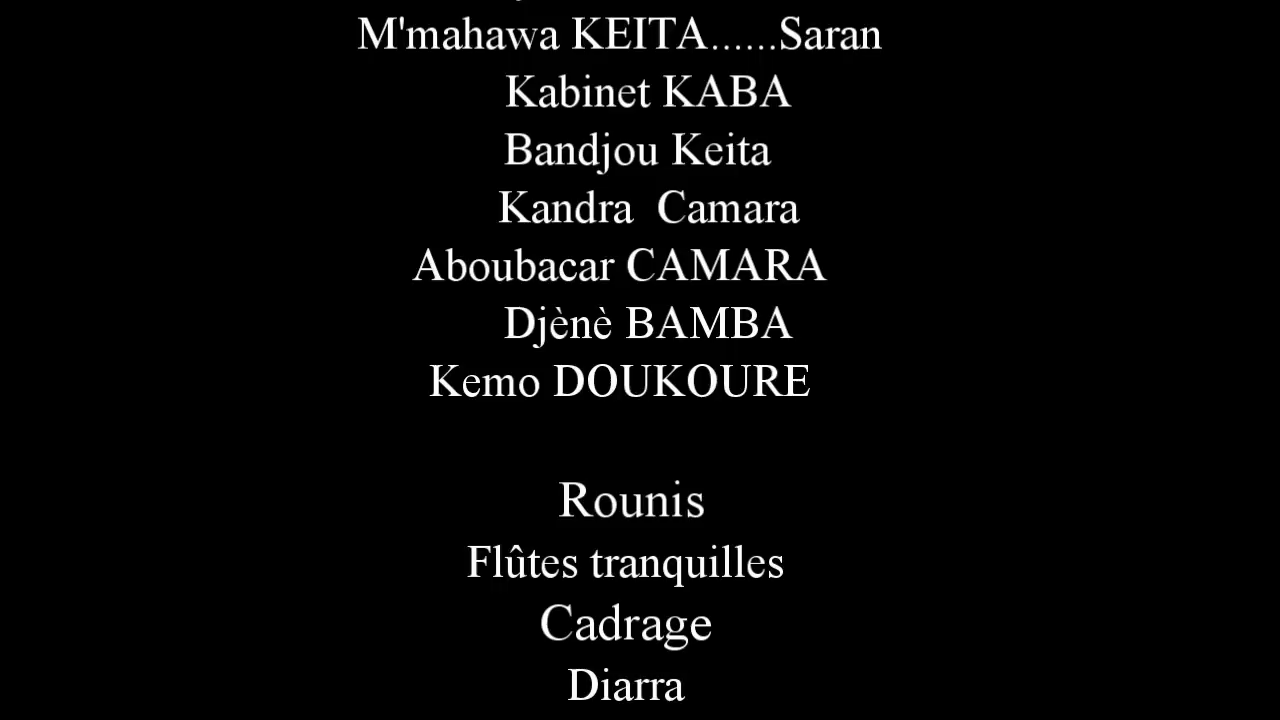 M'mahawa KEITA......Saran
Kabinet KABA
Bandjou Keita
Kandra Camara
Aboubacar CAMARA
Djènè BAMBA
Kemo DOUKOURE
Rounis
Flûtes tranquilles
Cadrage
Diarra